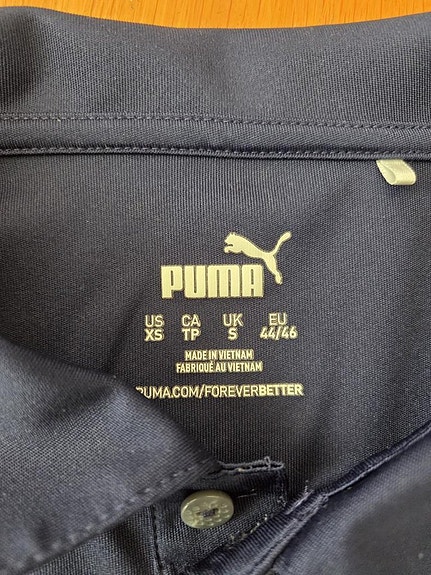 PUMA
US CA UK EU
XS TP S 44/46
MADE IN VIETNAM
FABRIQUÉ AU VIETNAM
PUMA.COM/FOREVERBETTER